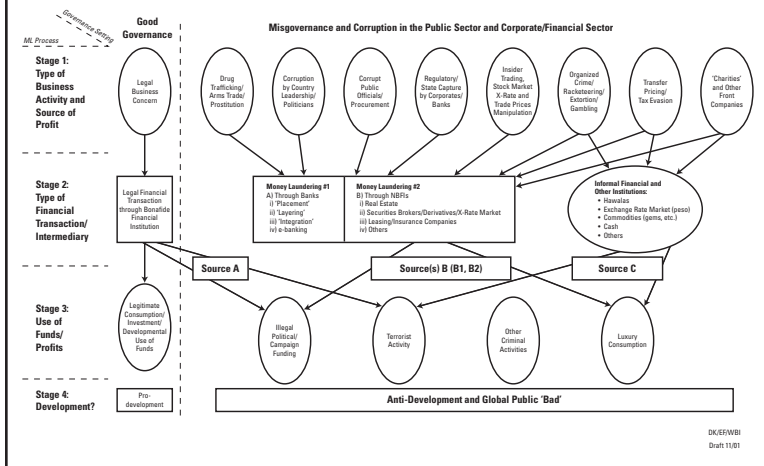 Governance Setting
ML Process
Good
Governance
Misgovernance and Corruption in the Public Sector and Corporate/Financial Sector
Stage 1:
Type of
Business
Activity and
Source of
Profit
Legal
Business
Concern
Drug
Trafficking/
Arms Trade/
Prostitution
Corruption
by Country
Leadership/
Politicians
Corrupt
Public
Officials/
Procurement
Regulatory/
State Capture
by Corporates/
Banks
Insider
Trading,
Stock Market
X-Rate and
Trade Prices
Manipulation
Organized
Crime/
Racketeering/
Extortion/
Gambling
Transfer
Pricing/
Tax Evasion
'Charities'
and Other
Front
Companies
Stage 2:
Type of
Financial
Transaction/
Intermediary
Legal Financial
Transaction
through Bonafide
Financial
Institution
Money Laundering #1
A) Through Banks
i) 'Placement'
ii) 'Layering'
iii) 'Integration'
iv) e-banking
Money Laundering #2
B) Through NBFIs
i) Real Estate
ii) Securities Brokers/Derivatives/X-Rate Market
iii) Leasing/Insurance Companies
iv) Others
Informal Financial and
Other Institutions:
• Hawalas
• Exchange Rate Market (peso)
• Commodities (gems, etc.)
• Cash
• Others
Source A
Source(s) B (B1, B2)
Source C
Stage 3:
Use of
Funds/
Profits
Legitimate
Consumption/
Investment/
Developmental
Use of
Funds
Illegal
Political/
Campaign
Funding
Terrorist
Activity
Other
Criminal
Activities
Luxury
Consumption
Stage 4:
Development?
Pro-
development
Anti-Development and Global Public 'Bad'
DK/EF/WBI
Draft 11/01